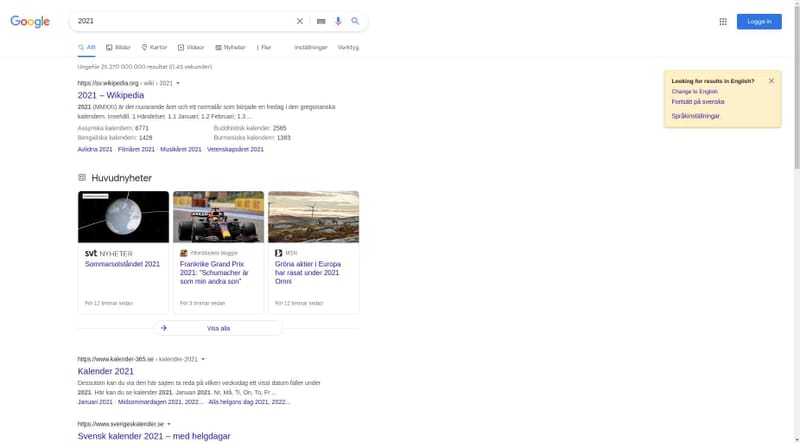 Google
2021
Logga in
Allt
Bilder
Kartor
Videor
Nyheter
Fler
Inställningar
Verktyg
Ungefär 25 270 000 000 resultat (0,45 sekunder)
Looking for results in English?
Change to English
Fortsätt på svenska
Språkinställningar
https://sv.wikipedia.org › wiki › 2021
2021 – Wikipedia
2021 (MMXXI) är det nuvarande året och ett normalår som började en fredag i den gregorianska
kalendern. Innehåll. 1 Händelser. 1.1 Januari; 1.2 Februari; 1.3 ...
Assyriska kalendern: 6771
Buddhistisk kalender: 2565
Bengaliska kalendern: 1428
Burmesiska kalendern: 1383
Avlidna 2021 · Filmåret 2021 · Musikåret 2021 · Vetenskapsåret 2021
Huvudnyheter
svt NYHETER
Sommarsolståndet 2021
För 12 timmar sedan
Aftonbladets bloggar
Frankrike Grand Prix
2021: "Schumacher är
som min andra son"
För 3 timmar sedan
MSN
Gröna aktier i Europa
har rasat under 2021
Omni
För 12 timmar sedan
Visa alla
https://www.kalender-365.se › kalender-2021
Kalender 2021
Dessutom kan du via den här sajten ta reda på vilken veckodag ett visst datum faller under
2021. Här kan du se kalender 2021. Januari 2021. Nr, Må, Ti, On, To, Fr ...
Januari 2021 · Midsommardagen 2021, 2022... · Alla helgons dag 2021, 2022...
https://www.sverigeskalender.se
Svensk kalender 2021 – med helgdagar